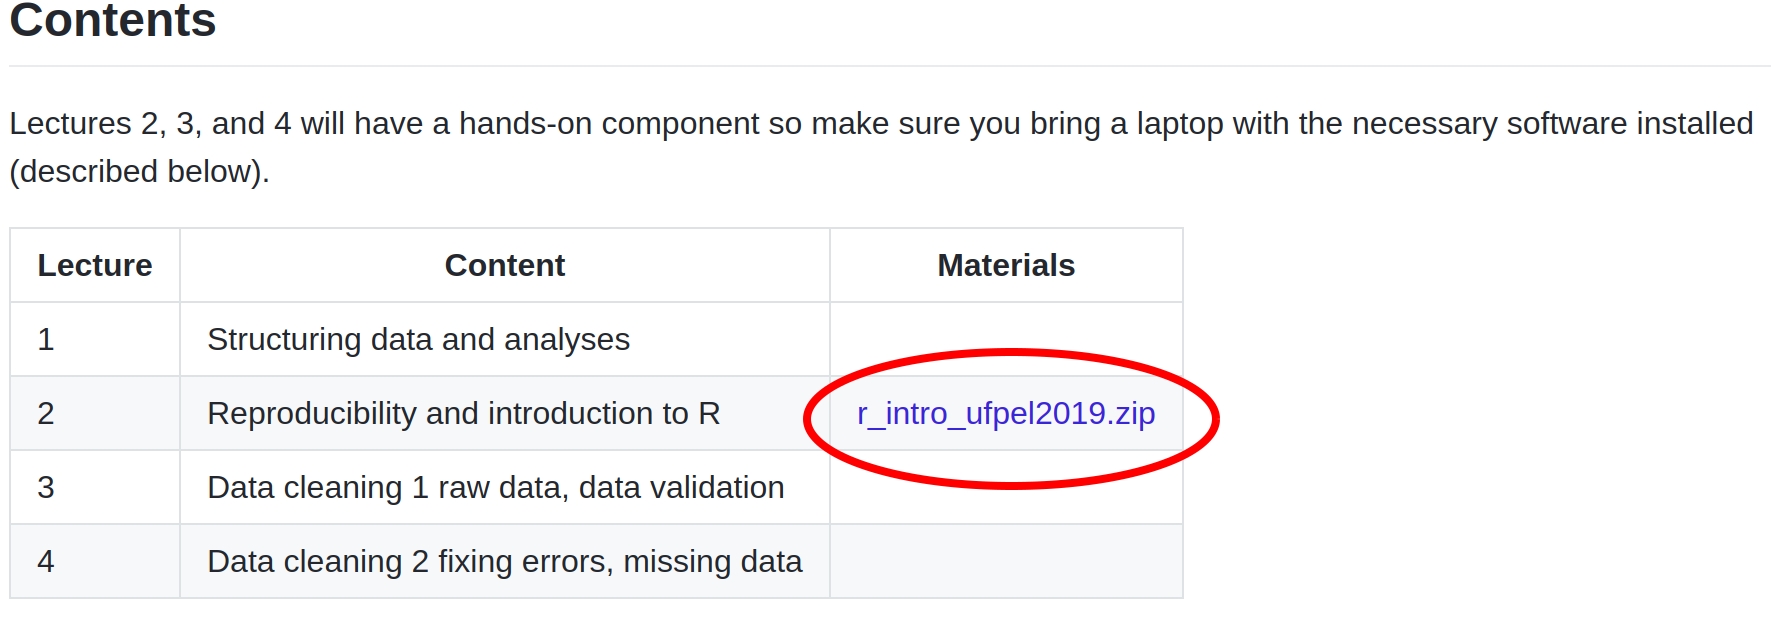 Contents
Lectures 2, 3, and 4 will have a hands-on component so make sure you bring a laptop with the necessary software installed
(described below).
Lecture Content Materials
1 Structuring data and analyses
2 Reproducibility and introduction to R r_intro_ufpel2019.zip
3 Data cleaning 1 raw data, data validation
4 Data cleaning 2 fixing errors, missing data